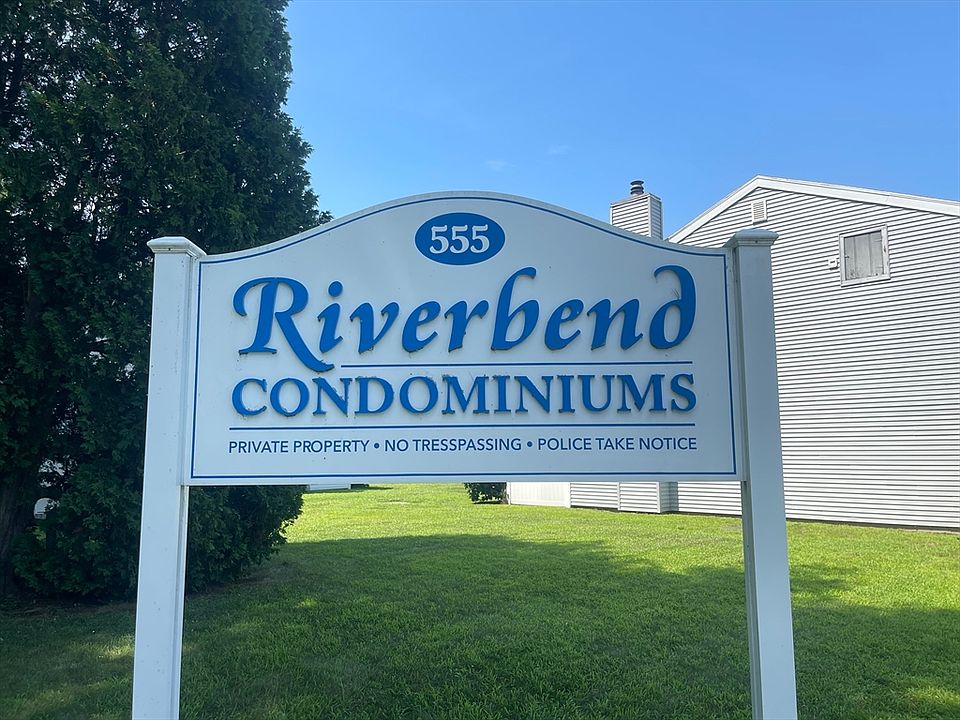 555
Riverbend
CONDOMINIUMS
PRIVATE PROPERTY • NO TRESSPASSING • POLICE TAKE NOTICE